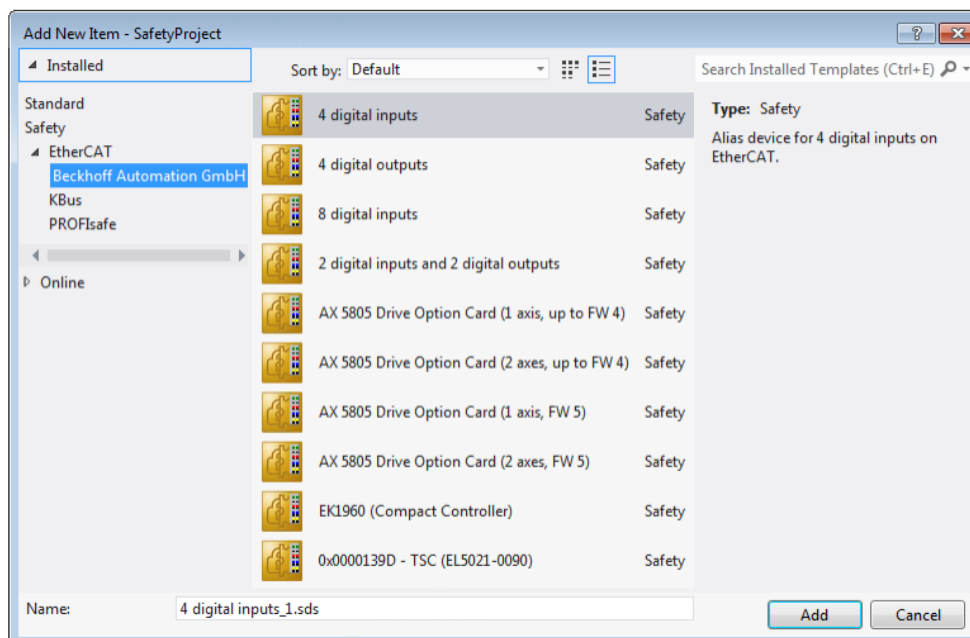 Add New Item - SafetyProject
Installed
Sort by: Default
Search Installed Templates (Ctrl+E)
Standard
Safety
EtherCAT
Beckhoff Automation GmbH
KBus
PROFIsafe
Online
4 digital inputs Safety
4 digital outputs Safety
8 digital inputs Safety
2 digital inputs and 2 digital outputs Safety
AX 5805 Drive Option Card (1 axis, up to FW 4) Safety
AX 5805 Drive Option Card (2 axes, up to FW 4) Safety
AX 5805 Drive Option Card (1 axis, FW 5) Safety
AX 5805 Drive Option Card (2 axes, FW 5) Safety
EK1960 (Compact Controller) Safety
0x0000139D - TSC (EL5021-0090) Safety
Type: Safety
Alias device for 4 digital inputs on
EtherCAT.
Name: 4 digital inputs_1.sds
Add
Cancel